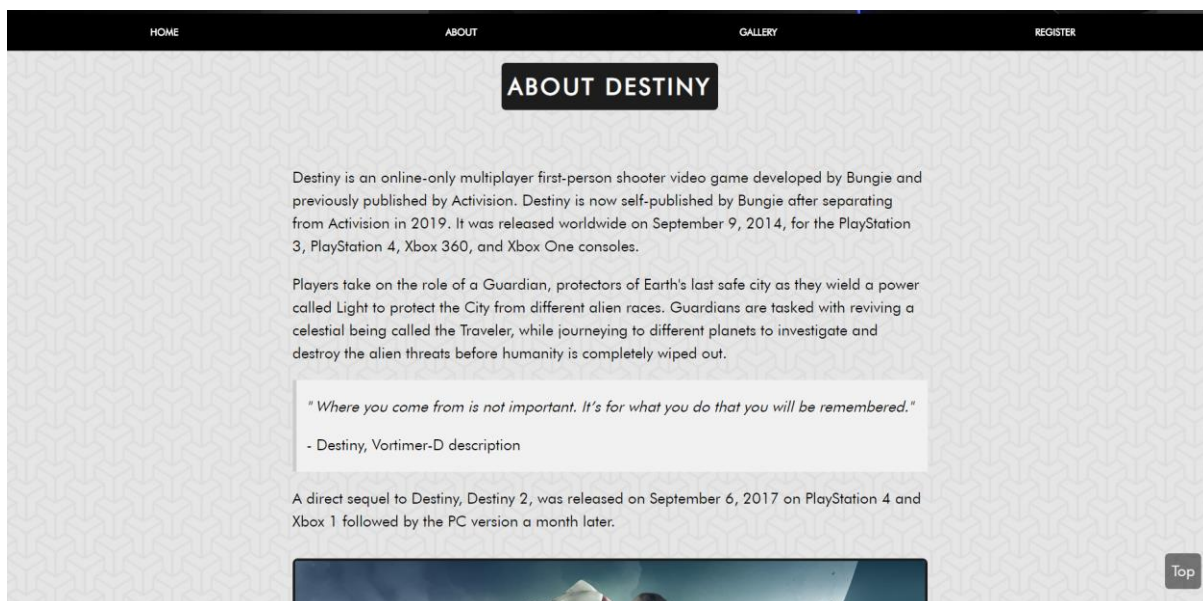 HOME ABOUT GALLERY REGISTER
ABOUT DESTINY
Destiny is an online-only multiplayer first-person shooter video game developed by Bungie and
previously published by Activision. Destiny is now self-published by Bungie after separating
from Activision in 2019. It was released worldwide on September 9, 2014, for the PlayStation
3, PlayStation 4, Xbox 360, and Xbox One consoles.
Players take on the role of a Guardian, protectors of Earth's last safe city as they wield a power
called Light to protect the City from different alien races. Guardians are tasked with reviving a
celestial being called the Traveler, while journeying to different planets to investigate and
destroy the alien threats before humanity is completely wiped out.
" Where you come from is not important. It’s for what you do that you will be remembered."
- Destiny, Vortimer-D description
A direct sequel to Destiny, Destiny 2, was released on September 6, 2017 on PlayStation 4 and
Xbox 1 followed by the PC version a month later.
Top